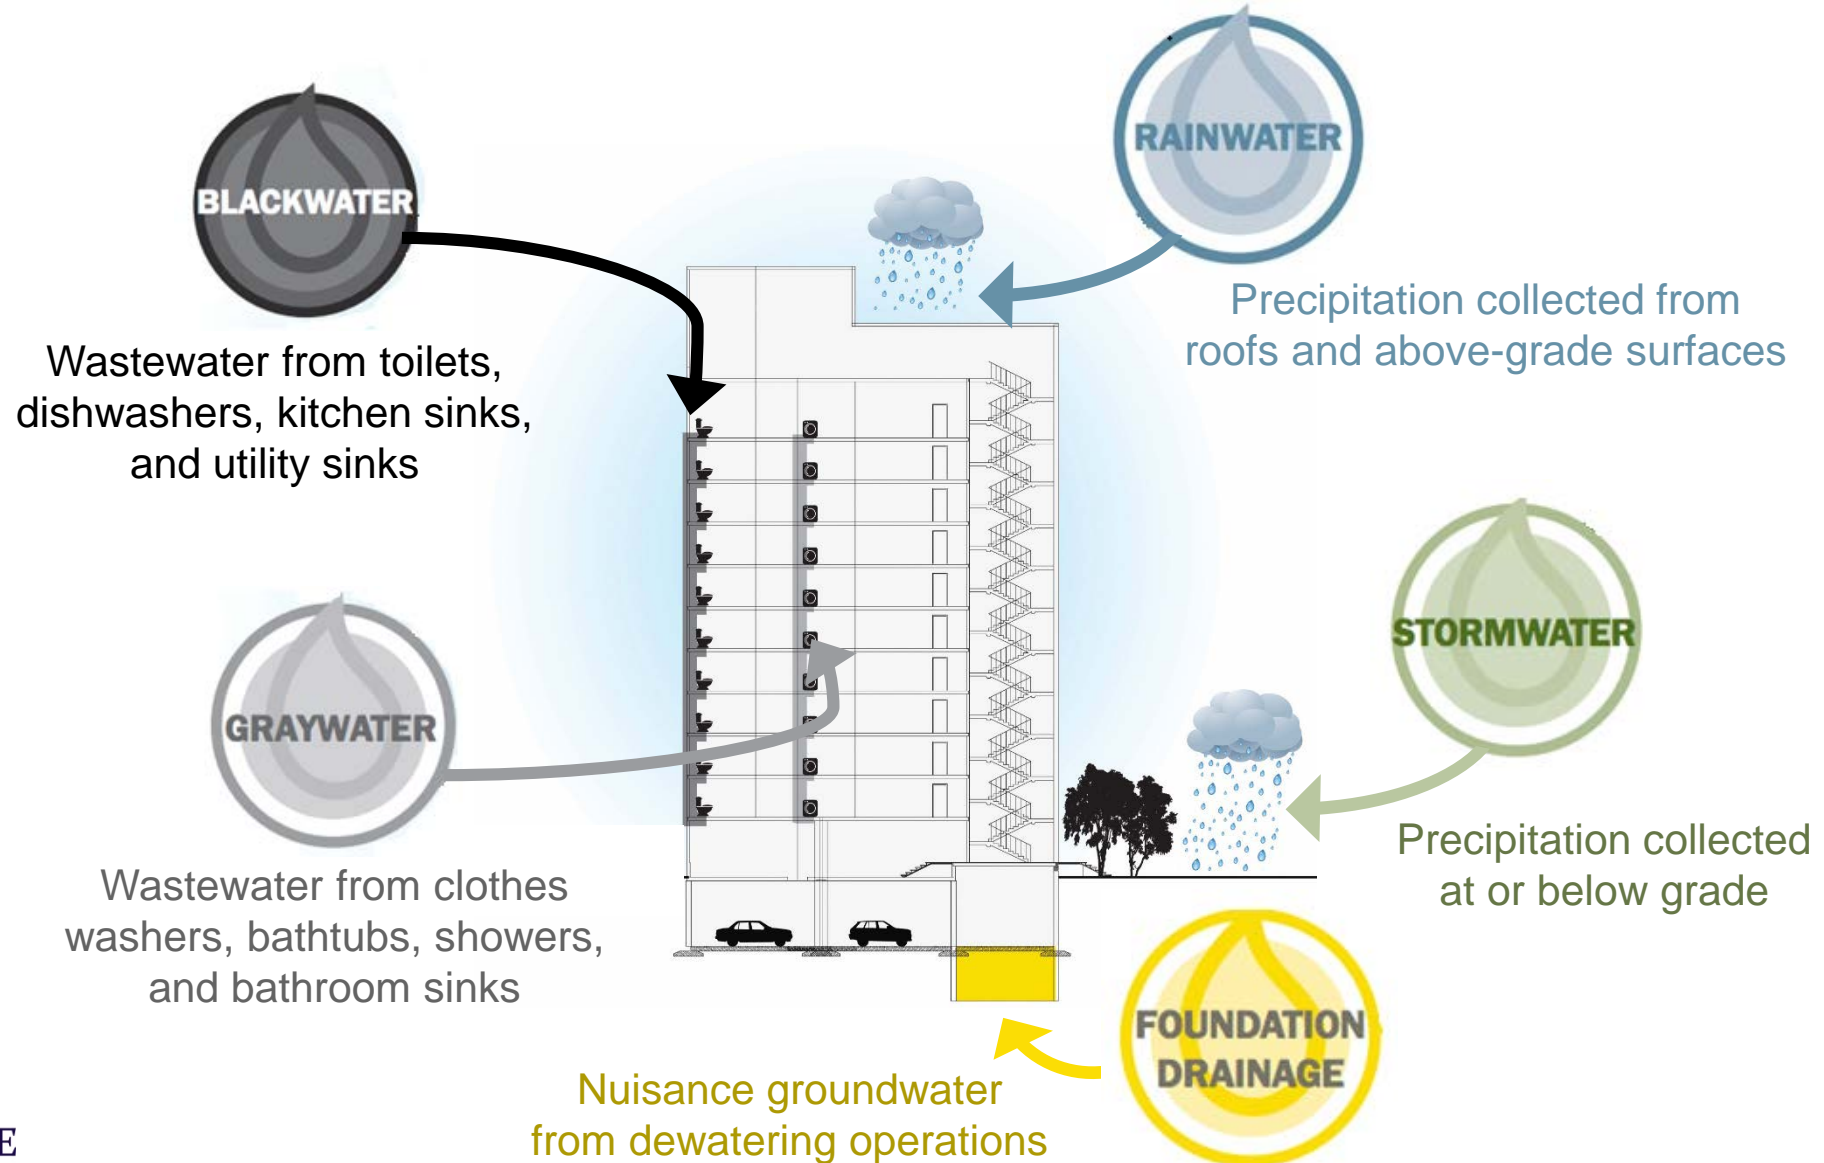 BLACKWATER
Wastewater from toilets,
dishwashers, kitchen sinks,
and utility sinks
RAINWATER
Precipitation collected from
roofs and above-grade surfaces
GRAYWATER
Wastewater from clothes
washers, bathtubs, showers,
and bathroom sinks
STORMWATER
Precipitation collected
at or below grade
FOUNDATION
DRAINAGE
Nuisance groundwater
from dewatering operations
E